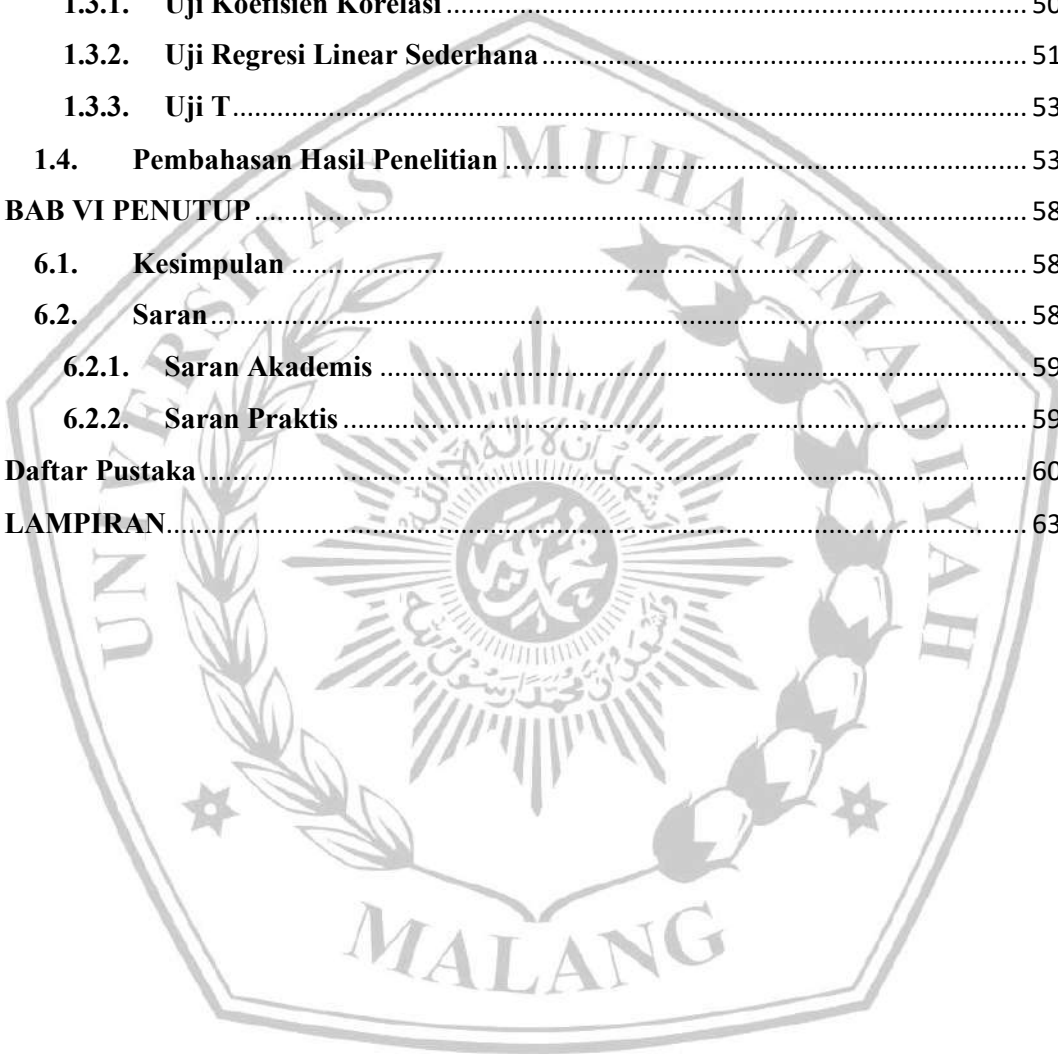 1.3.1. Uji Koefisien Korelasi 50
1.3.2. Uji Regresi Linear Sederhana 51
1.3.3. Uji T 53
1.4. Pembahasan Hasil Penelitian 53
BAB VI PENUTUP 58
6.1. Kesimpulan 58
6.2. Saran 58
6.2.1. Saran Akademis 59
6.2.2. Saran Praktis 59
Daftar Pustaka 60
LAMPIRAN 63
UNIVERSITAS MUHAMMADIYAH
MALANG